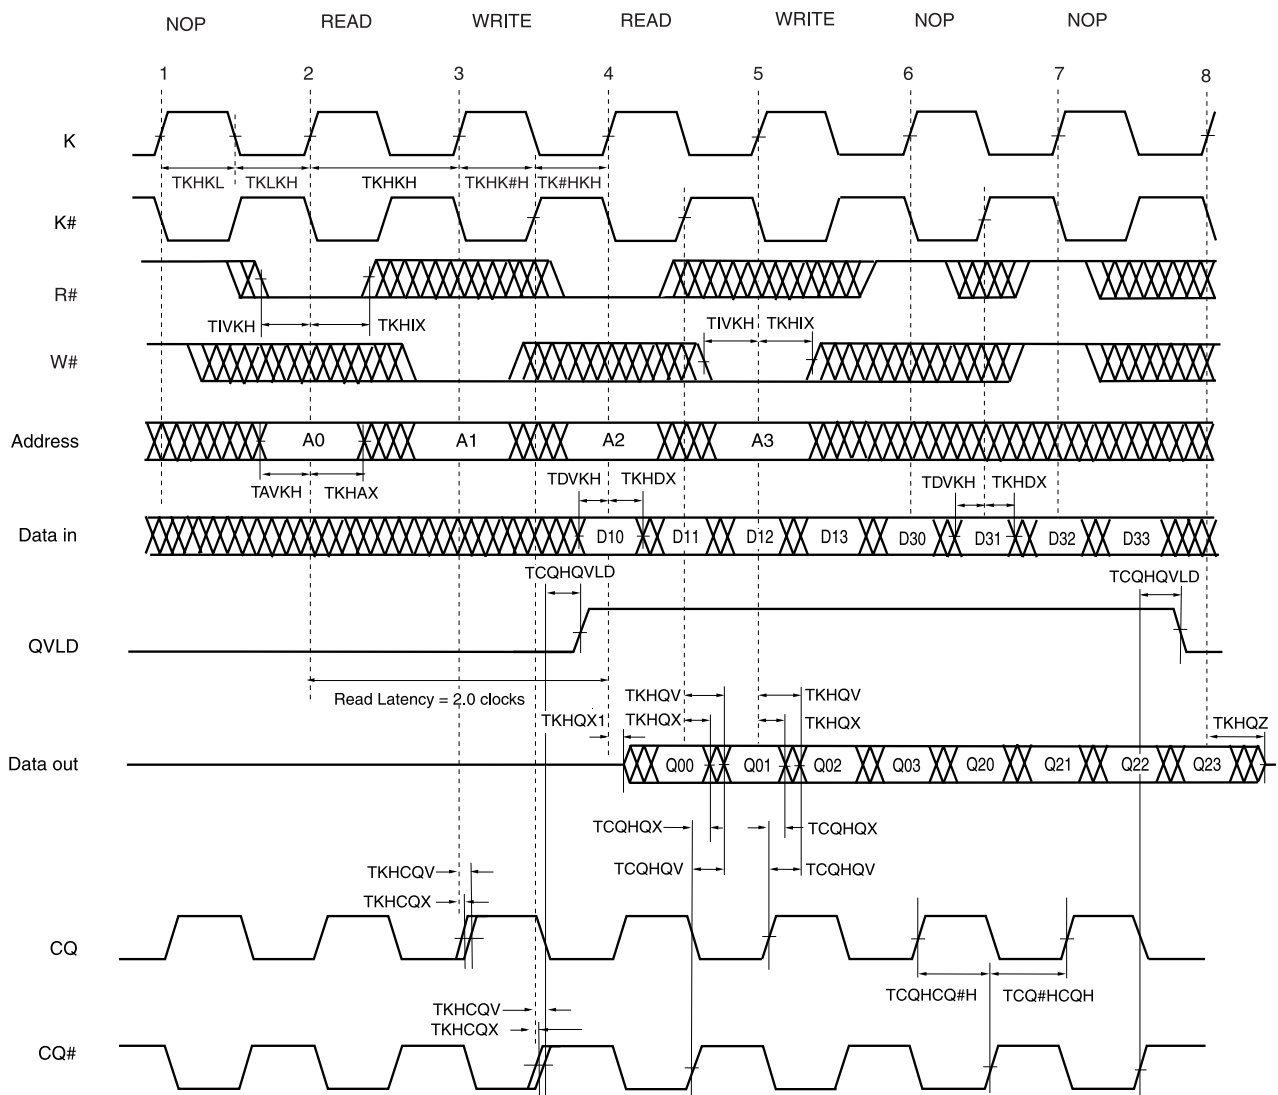 NOP READ WRITE READ WRITE NOP NOP
1 2 3 4 5 6 7 8
K
TKHKL TKLKH TKHKH TKHK#H TK#HKH
K#
R#
TIVKH TKHIX TIVKH TKHIX
W#
Address A0 A1 A2 A3
TAVKH TKHAX TDVKH TKHDX TDVKH TKHDX
Data in D10 D11 D12 D13 D30 D31 D32 D33
TCQHQVLD TCQHQVLD
QVLD
Read Latency = 2.0 clocks TKHQV TKHQV
TKHQX1 TKHQX TKHQX TKHQZ
Data out Q00 Q01 Q02 Q03 Q20 Q21 Q22 Q23
TCQHQX TCQHQX
TKHCQV TCQHQV TCQHQV
TKHCQX
CQ
TCQHCQ#H TCQ#HCQH
TKHCQV
TKHCQX
CQ#